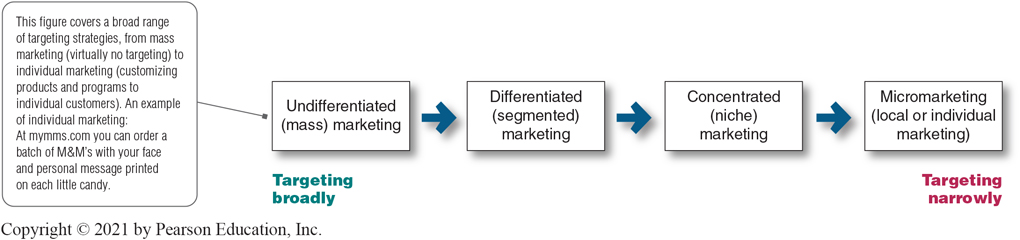 This figure covers a broad range
of targeting strategies, from mass
marketing (virtually no targeting) to
individual marketing (customizing
products and programs to
individual customers). An example
of individual marketing:
At mymms.com you can order a
batch of M&M's with your face
and personal message printed
on each little candy.
Undifferentiated
(mass) marketing
Differentiated
(segmented)
marketing
Concentrated
(niche)
marketing
Micromarketing
(local or individual
marketing)
Targeting
broadly
Targeting
narrowly
Copyright © 2021 by Pearson Education, Inc.